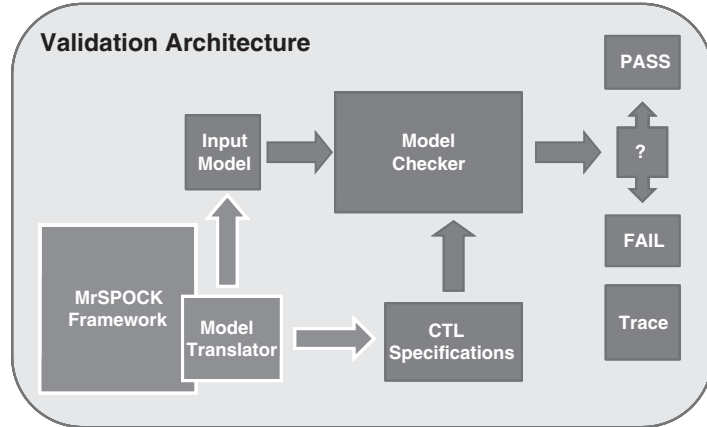 Validation Architecture
PASS
Input
Model
Model
Checker
?
FAIL
MrSPOCK
Framework
Model
Translator
CTL
Specifications
Trace